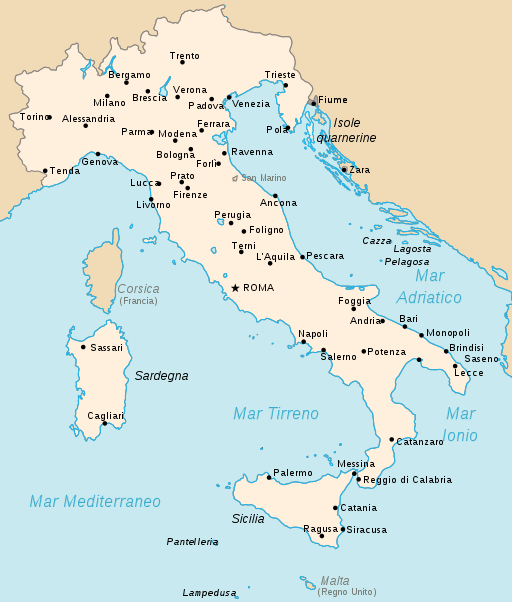 Trento
Bergamo
Trieste
Brescia
Verona
Milano
Padova
Venezia
Fiume
Torino
Alessandria
Isole
quarnerine
Parma
Modena
Ferrara
Pola
Bologna
Ravenna
Genova
Forlì
Tenda
Zara
San Marino
Lucca
Prato
Firenze
Livorno
Ancona
Perugia
Foligno
Cazza
Terni
Lagosta
L'Aquila
Pescara
Pelagosa
Mar
Adriatico
Corsica
(Francia)
ROMA
Foggia
Andria
Bari
Monopoli
Napoli
Sassari
Salerno
Potenza
Brindisi
Saseno
Lecce
Sardegna
Cagliari
Mar Tirreno
Mar
Ionio
Catanzaro
Messina
Palermo
Reggio di Calabria
Mar Mediterraneo
Catania
Sicilia
Ragusa
Siracusa
Pantelleria
Malta
(Regno Unito)
Lampedusa